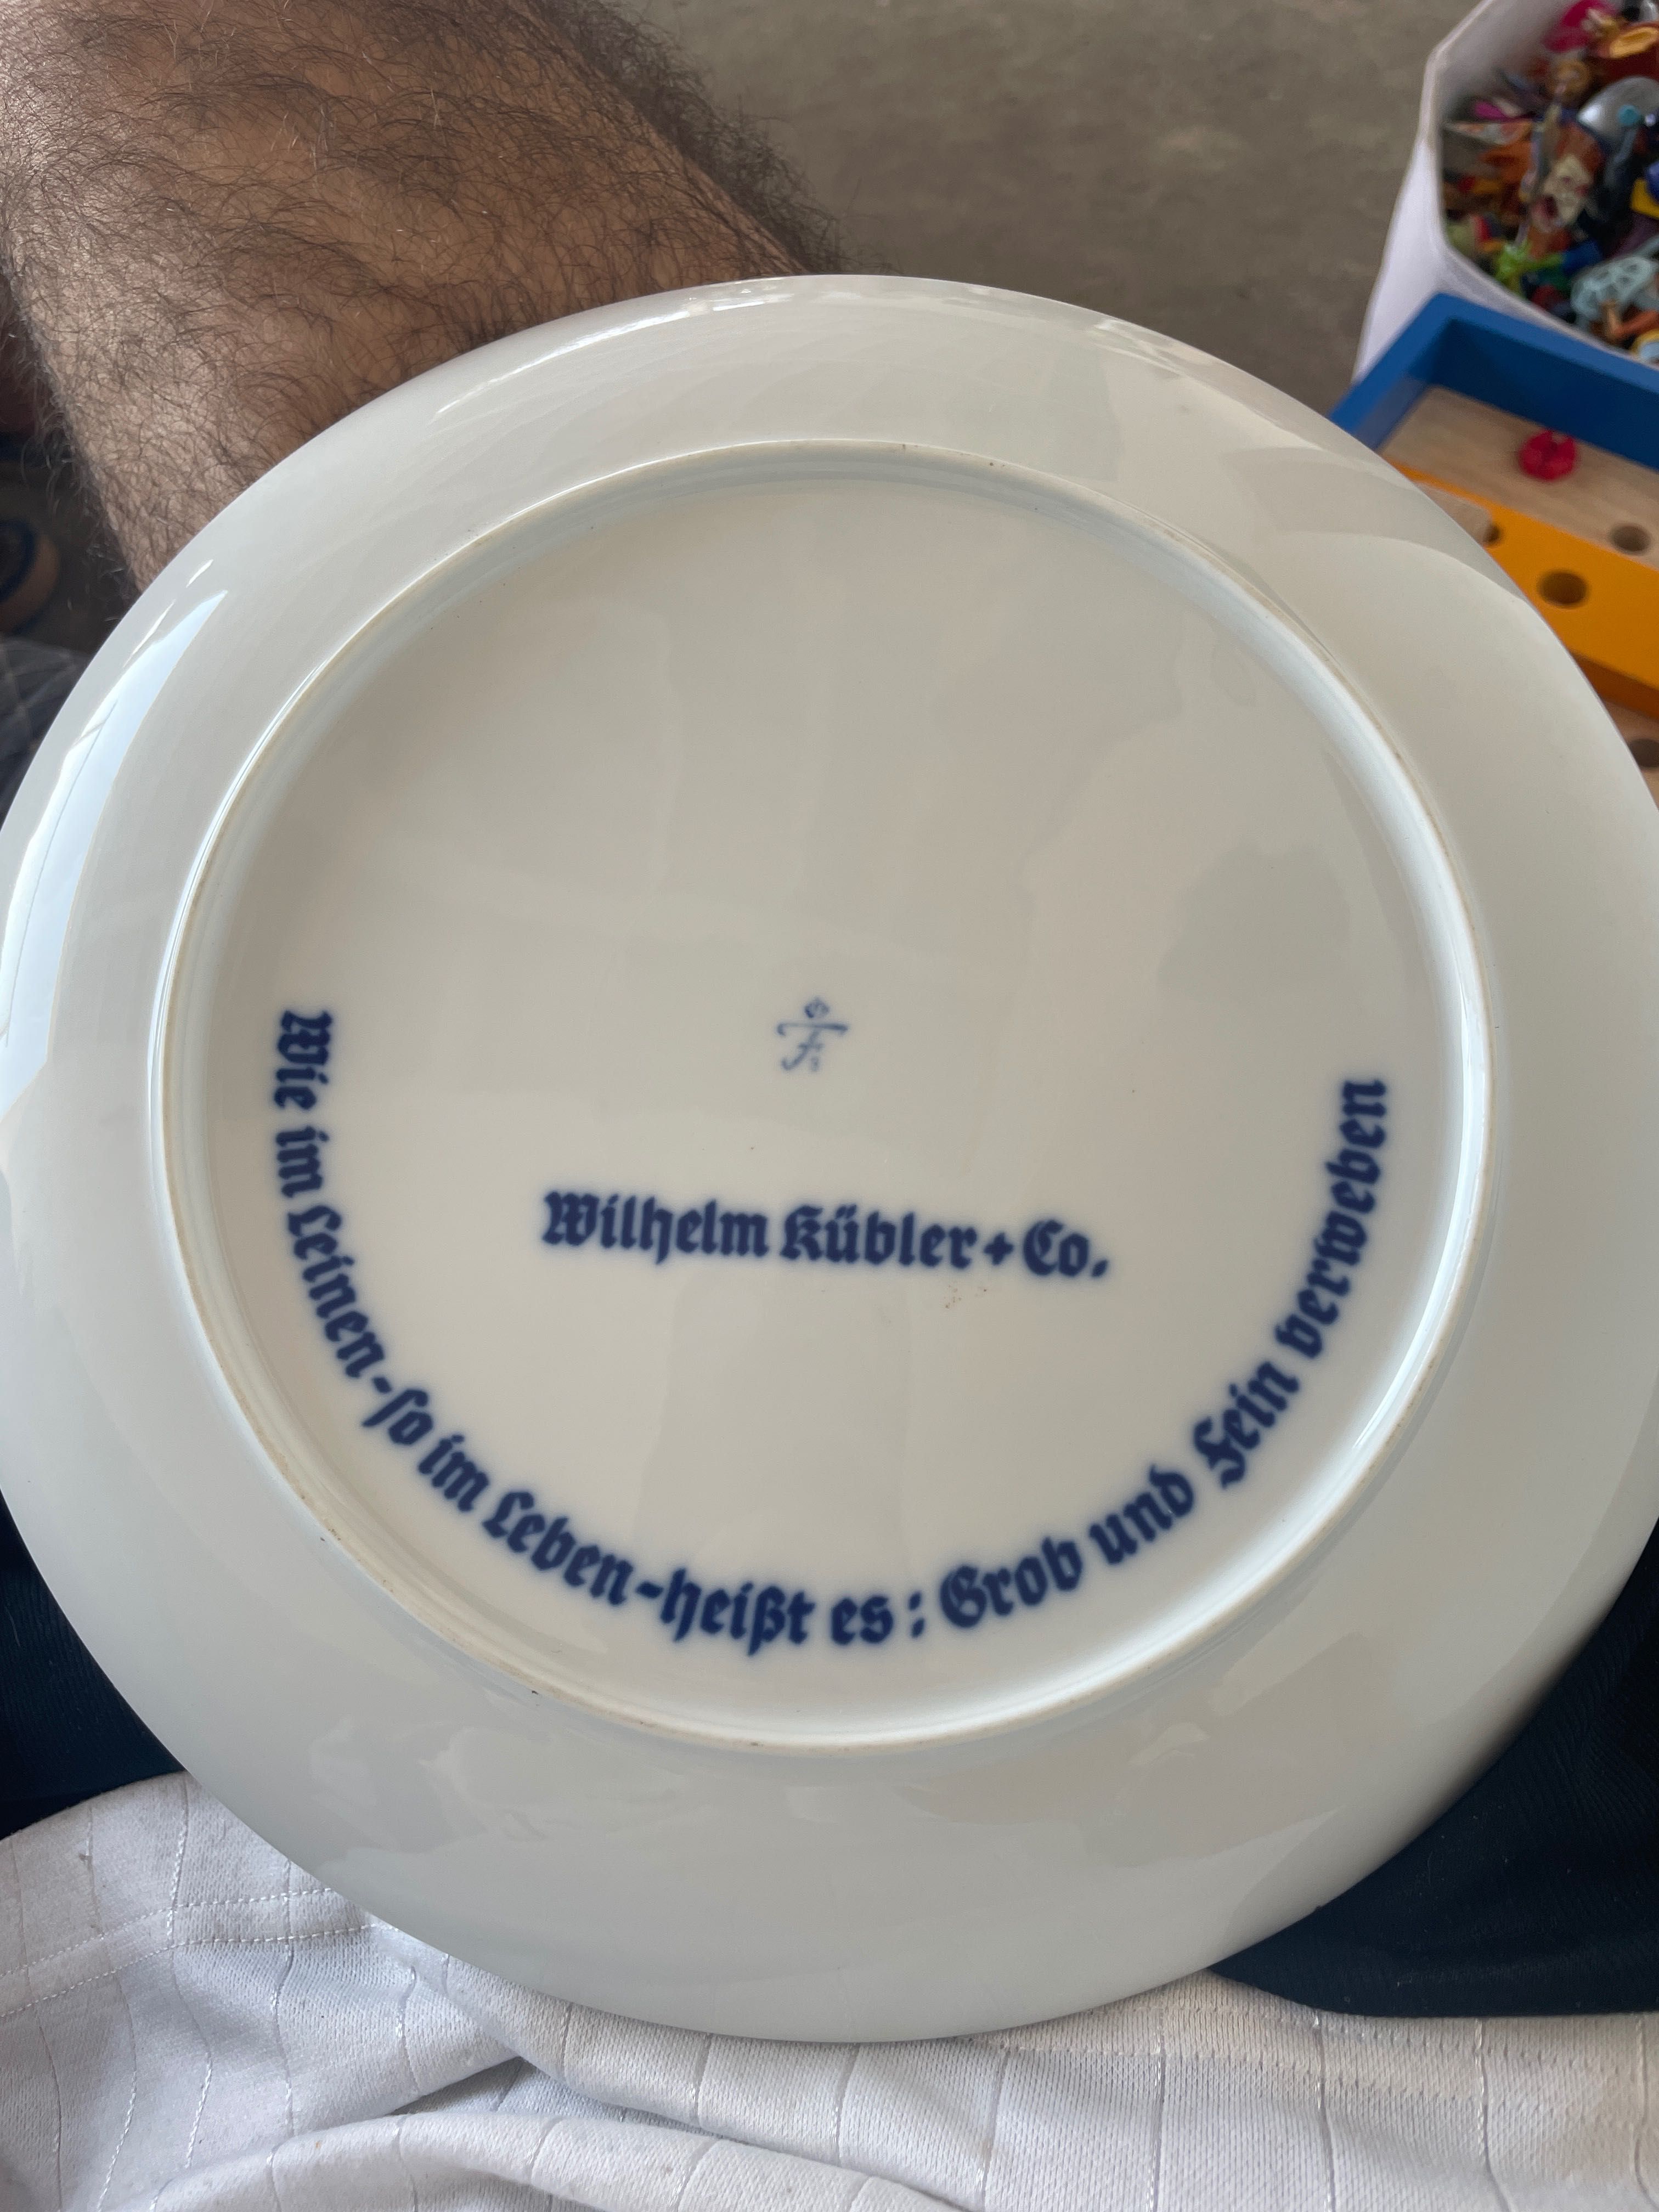 Wilhelm Kübler + Co.
Wie im Leinen - so im Leben - heißt es: Grob und Fein verweben